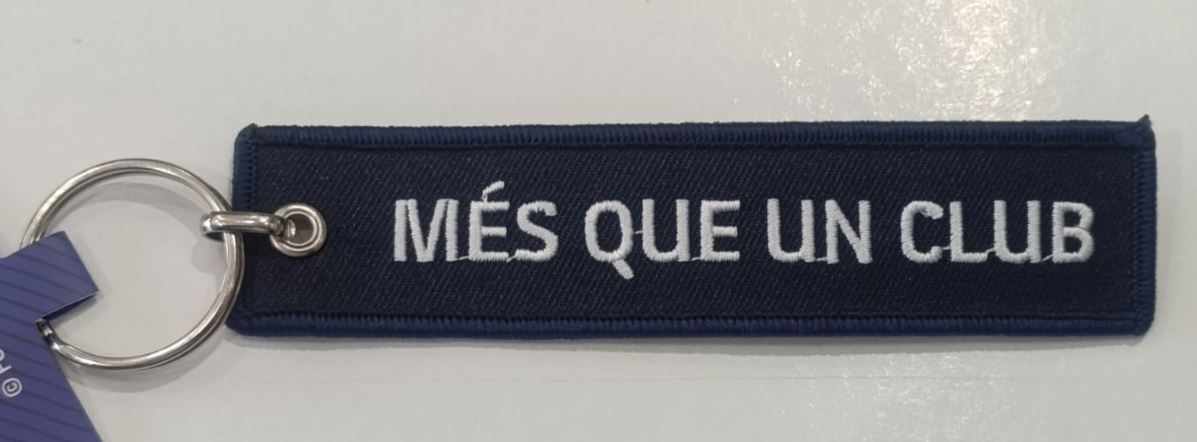 MÉS QUE UN CLUB